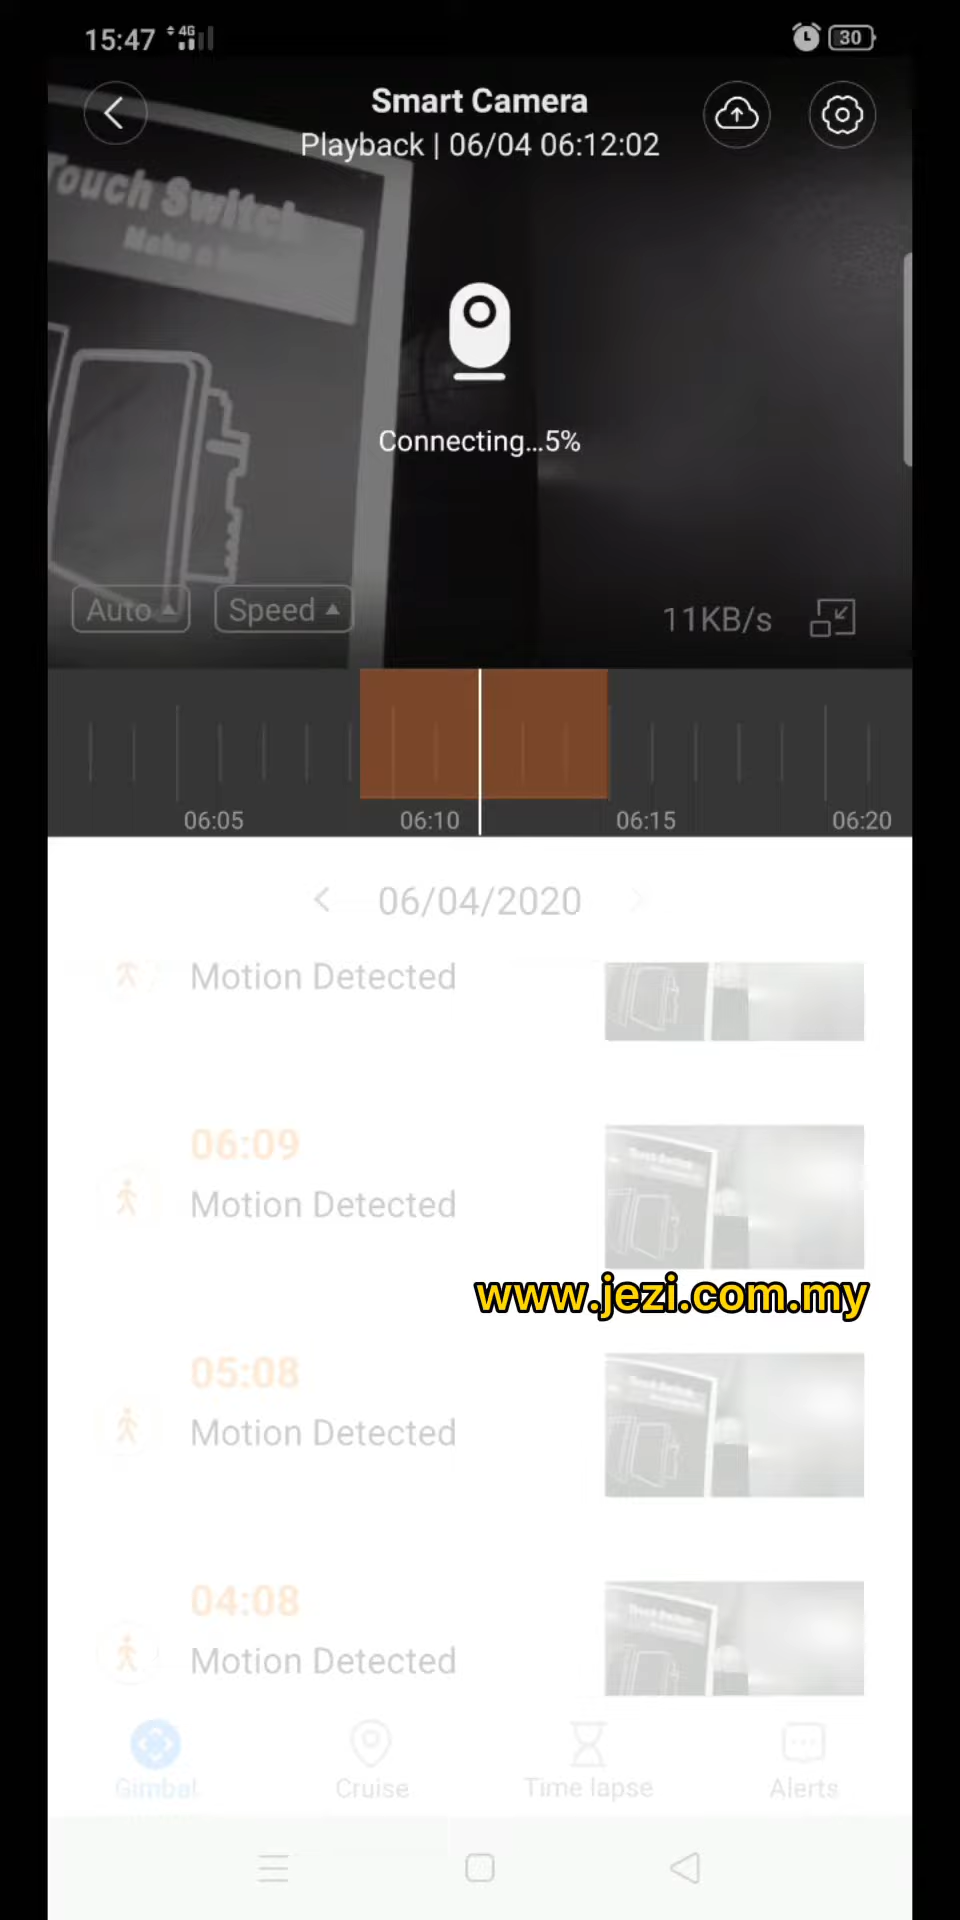 15:47 4G 30
Smart Camera
Playback | 06/04 06:12:02
Touch Switch
Make a
Connecting...5%
Auto Speed 11KB/s
06:05 06:10 06:15 06:20
06/04/2020
Motion Detected
06:09
Motion Detected
www.jezi.com.my
05:08
Motion Detected
04:08
Motion Detected
Gimbal Cruise Time lapse Alerts